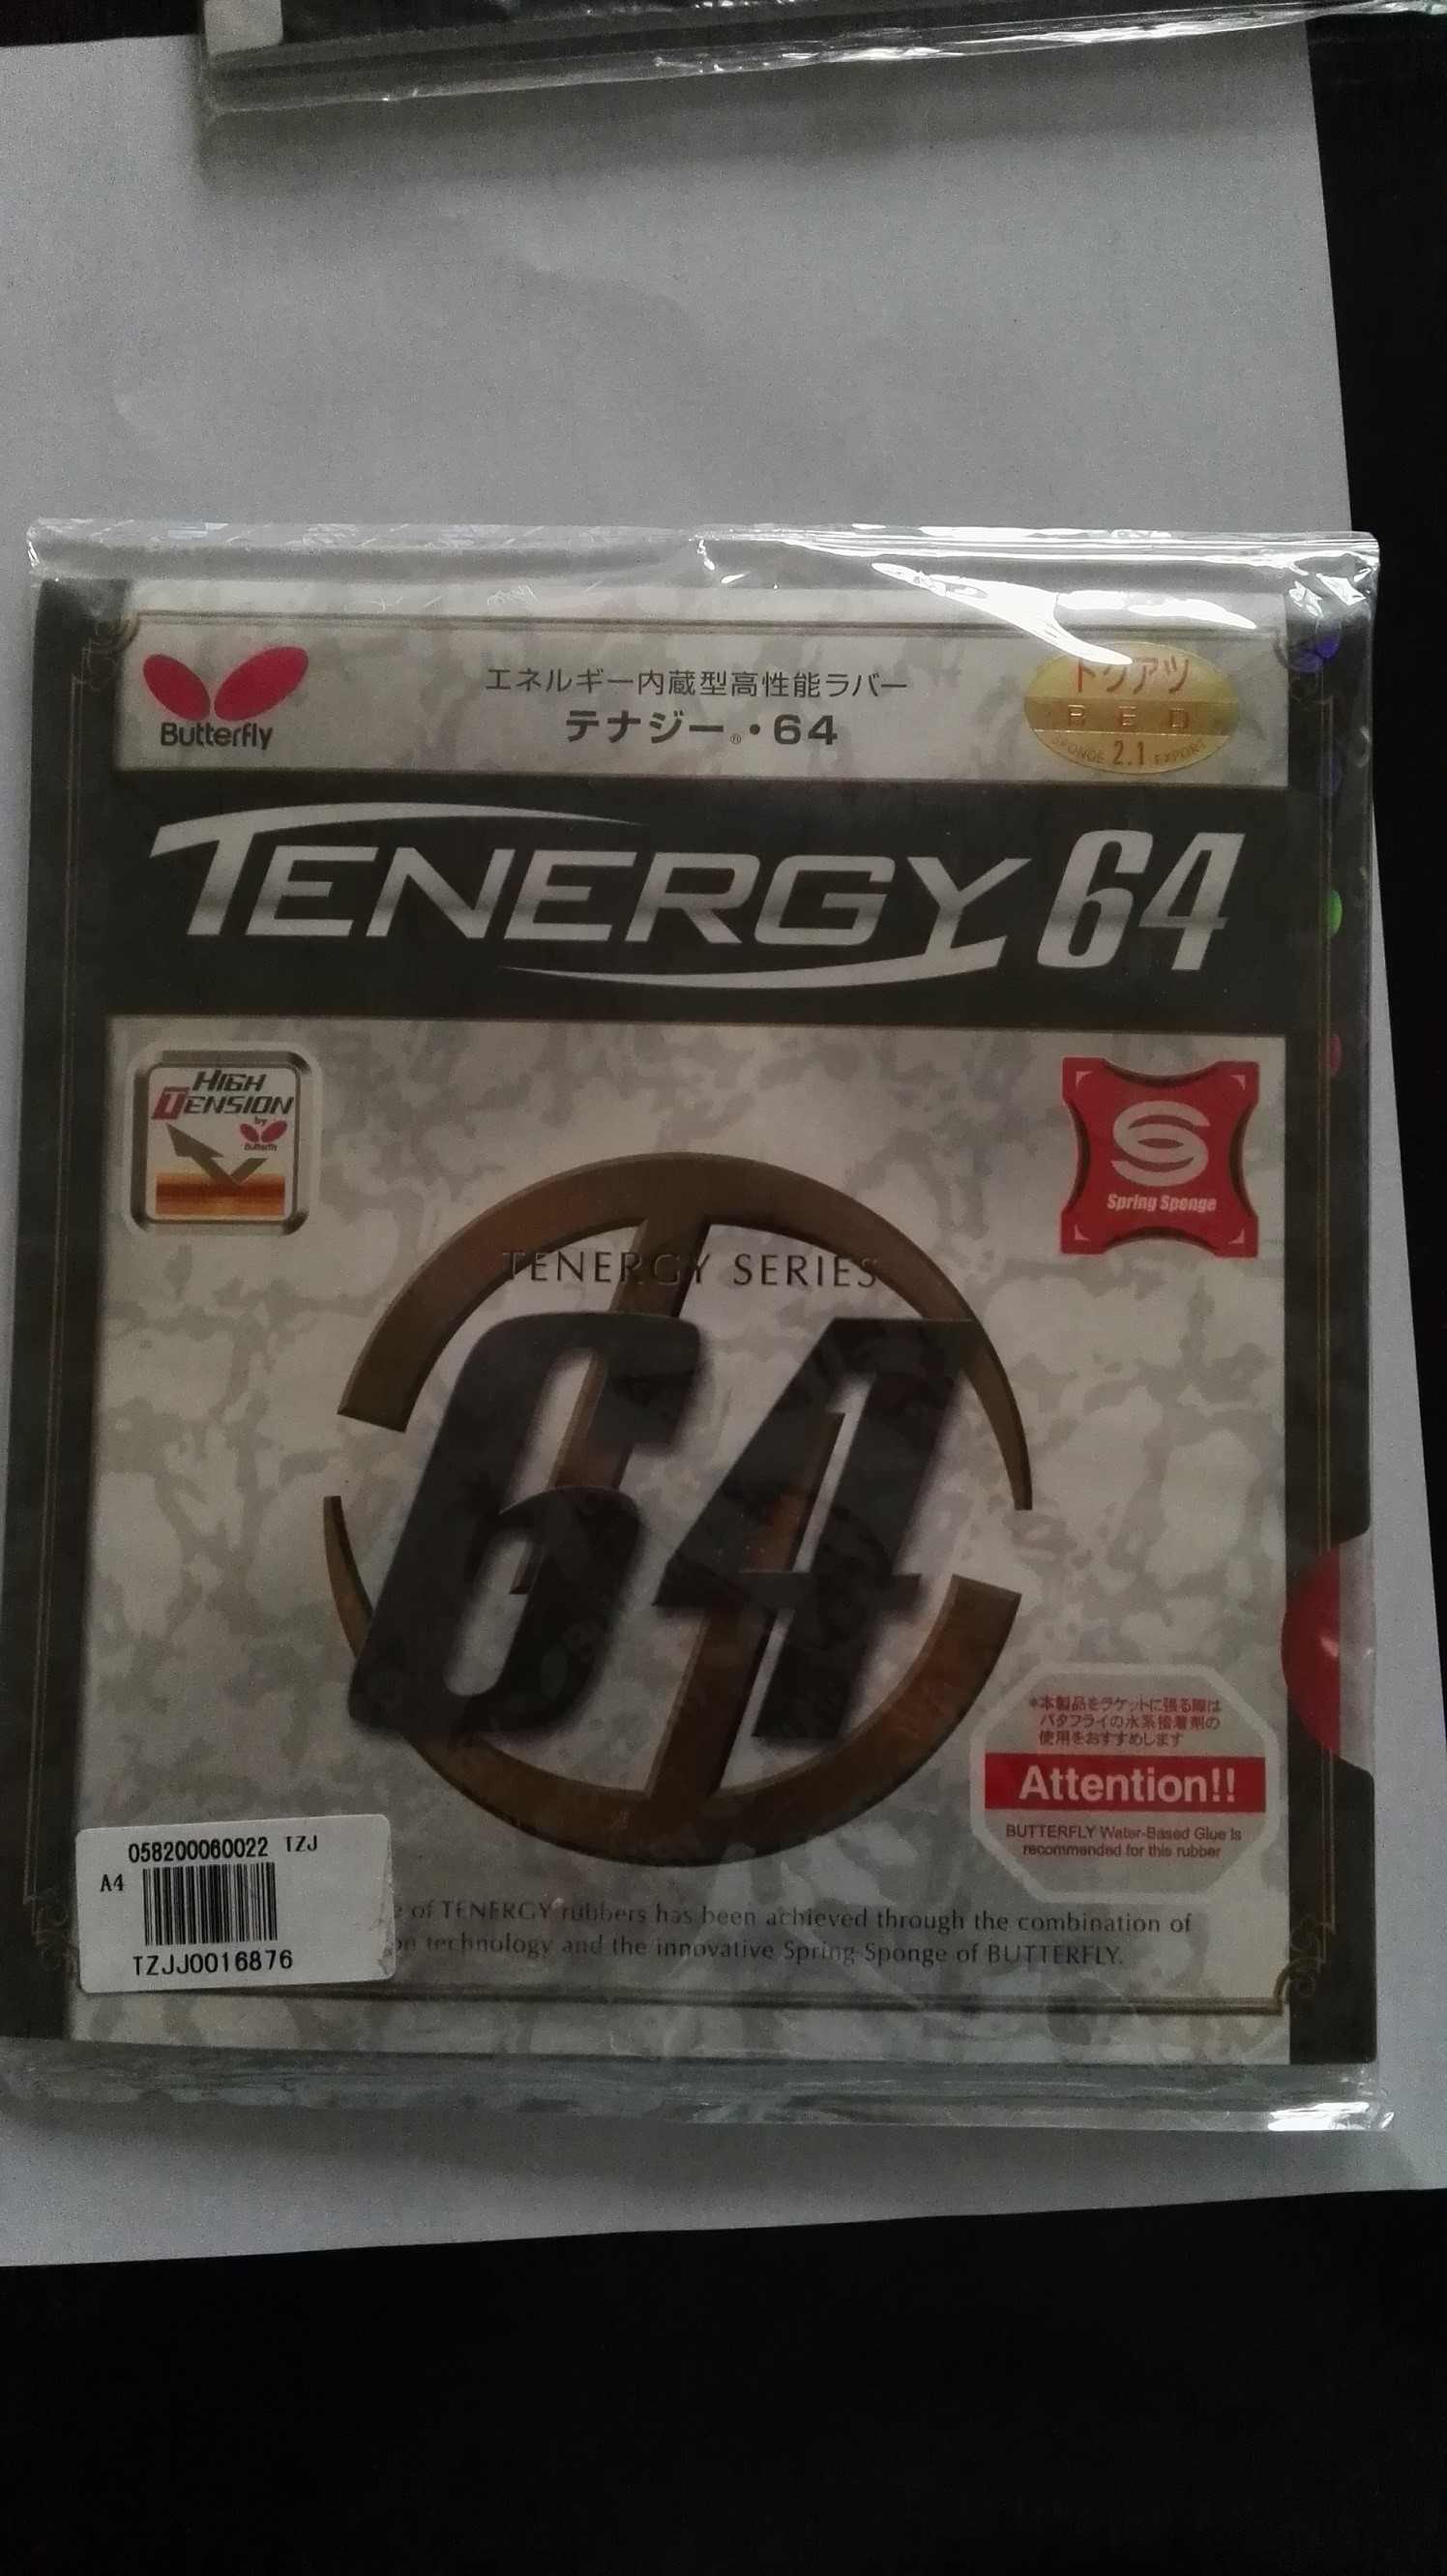 Butterfly
エネルギー内蔵型高性能ラバー
テナジー®・64
トクアツ
RED
SPONGE 2.1 EXPORT
TENERGY 64
HIGH
TENSION
by
Butterfly
Spring Sponge
TENERGY SERIES
64
*本製品をラケットに張る際は
バタフライの水系接着剤の
使用をおすすめします
Attention!!
BUTTERFLY Water-Based Glue is
recommended for this rubber
058200060022 TZJ
A4
TZJJ0016876
of TENERGY rubbers has been achieved through the combination of
technology and the innovative Spring Sponge of BUTTERFLY.